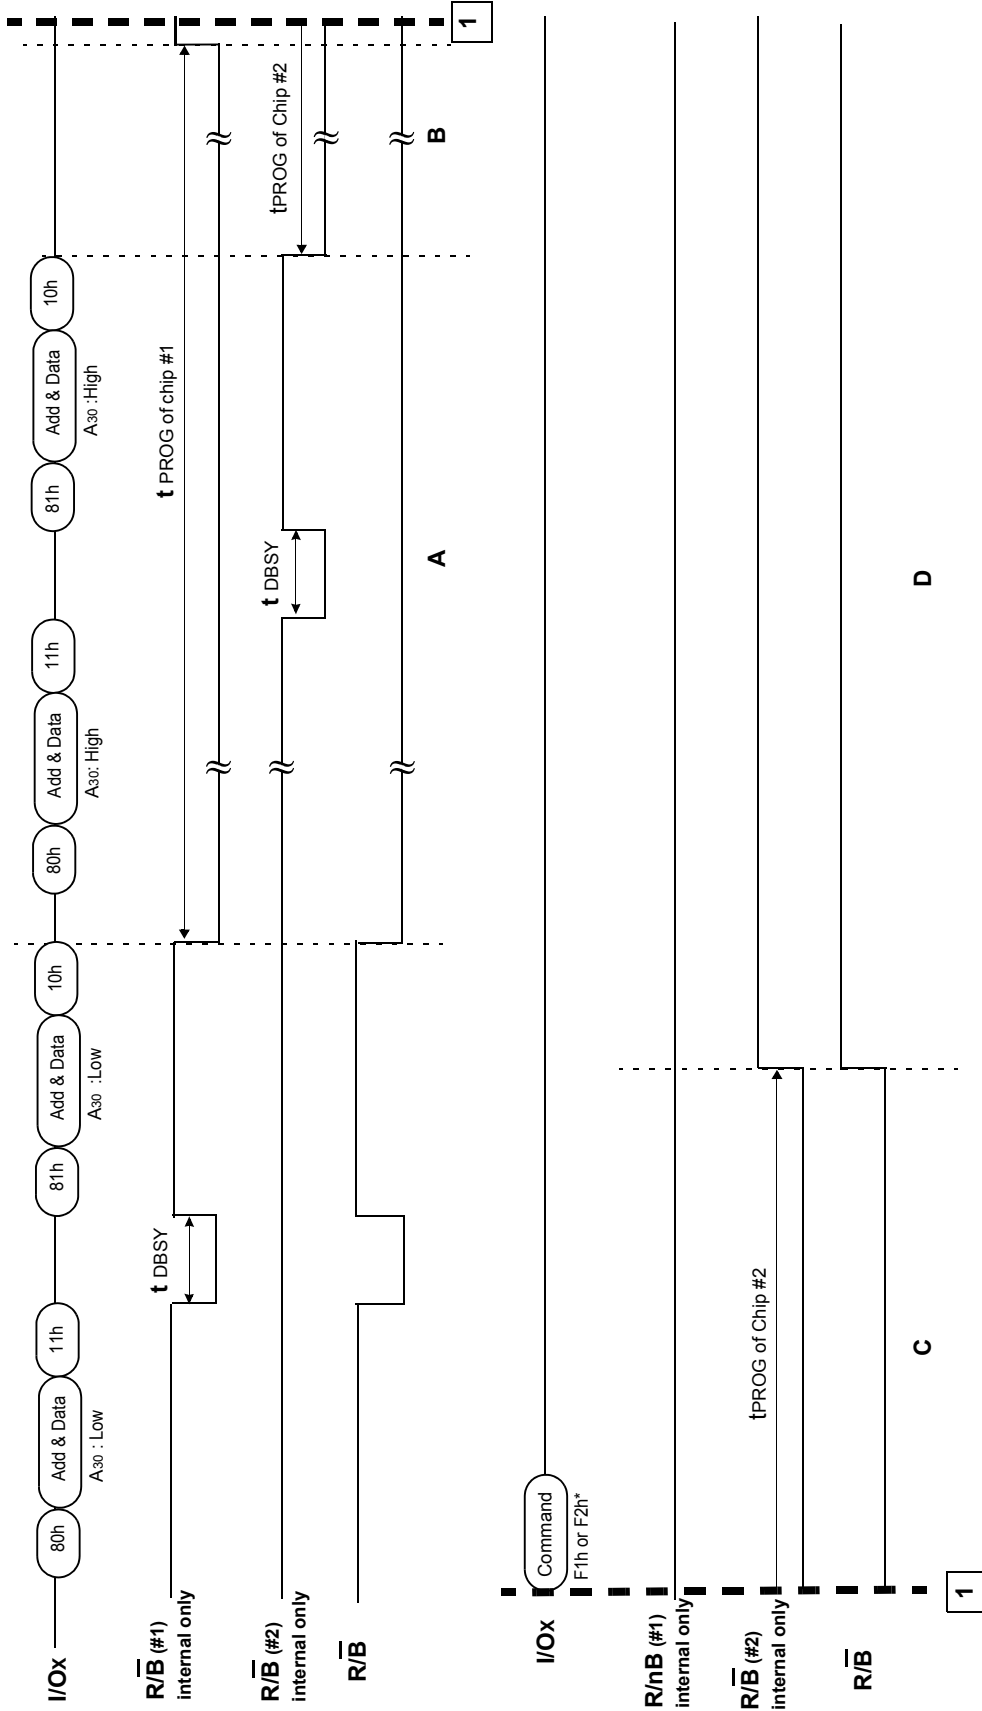 I/Ox
80h
Add & Data
11h
81h
Add & Data
10h
80h
Add & Data
11h
81h
Add & Data
10h
A30 : Low
A30 :Low
A30: High
A30 :High
R/B (#1)
internal only
t DBSY
t PROG of chip #1
R/B (#2)
internal only
t DBSY
tPROG of Chip #2
R/B
A
B
1
I/Ox
Command
F1h or F2h*
R/nB (#1)
internal only
R/B (#2)
internal only
tPROG of Chip #2
R/B
C
D
1